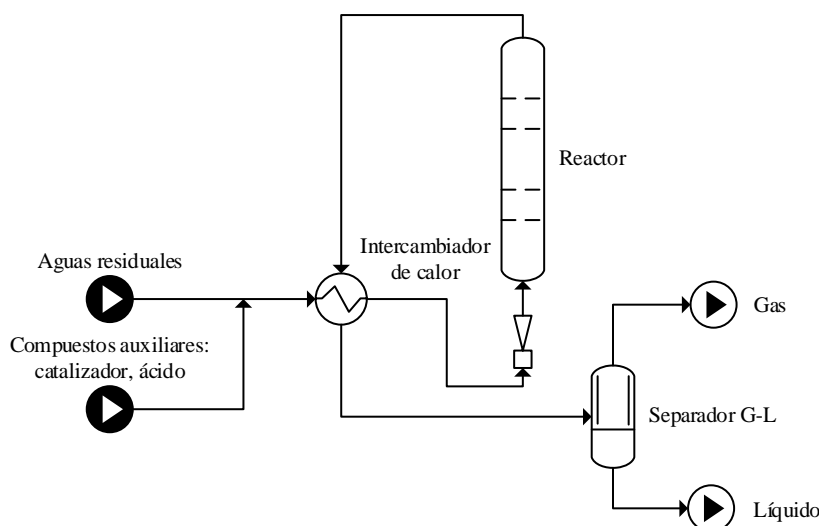 Reactor
Intercambiador
de calor
Aguas residuales
Compuestos auxiliares:
catalizador, ácido
Gas
Separador G-L
Líquido